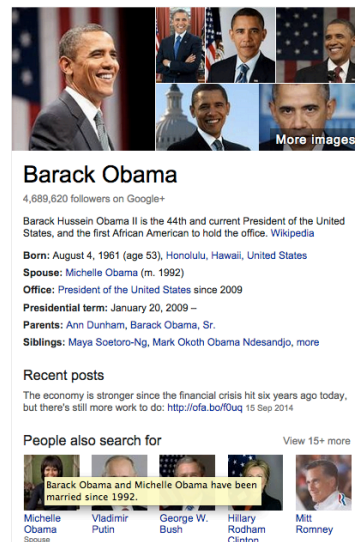 More images
Barack Obama
4,689,620 followers on Google+
Barack Hussein Obama II is the 44th and current President of the United
States, and the first African American to hold the office. Wikipedia
Born: August 4, 1961 (age 53), Honolulu, Hawaii, United States
Spouse: Michelle Obama (m. 1992)
Office: President of the United States since 2009
Presidential term: January 20, 2009 –
Parents: Ann Dunham, Barack Obama, Sr.
Siblings: Maya Soetoro-Ng, Mark Okoth Obama Ndesandjo, more
Recent posts
The economy is stronger since the financial crisis hit six years ago today,
but there's still more work to do: http://ofa.bo/f0uq 15 Sep 2014
People also search for View 15+ more
Barack Obama and Michelle Obama have been
married since 1992.
Michelle Vladimir George W. Hillary Mitt
Obama Putin Bush Rodham Romney
Spouse Clinton